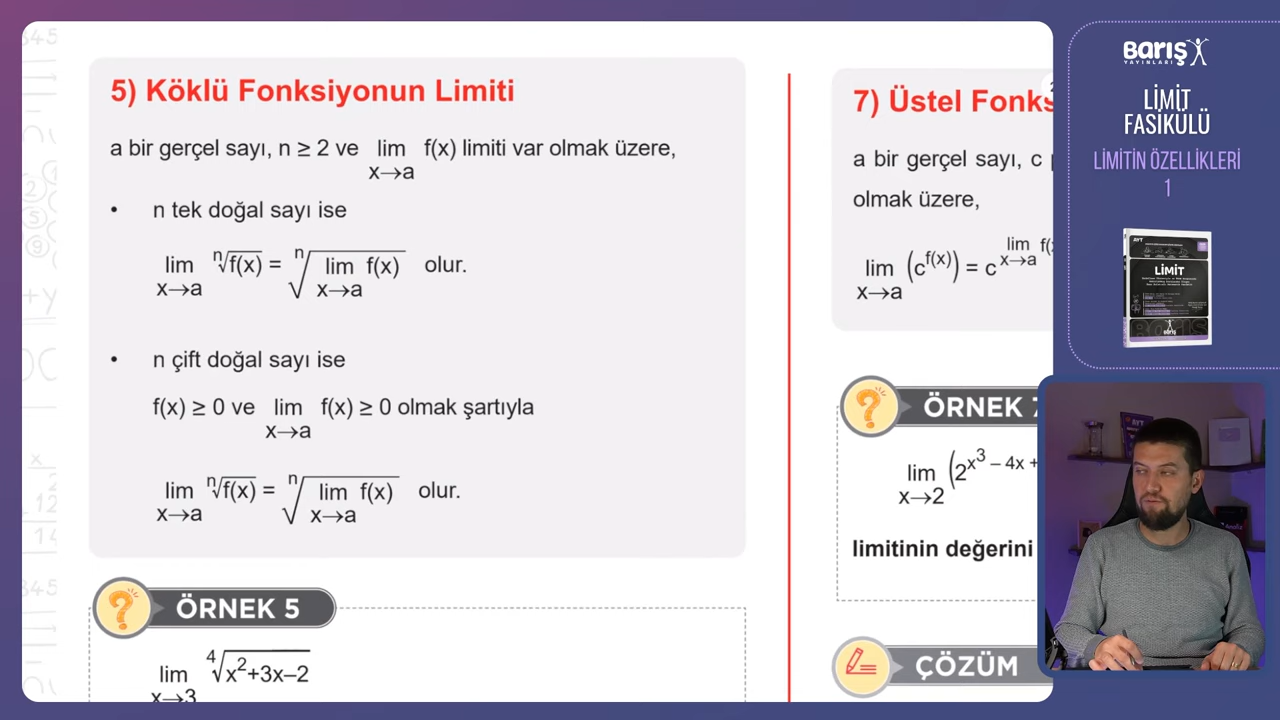 5) Köklü Fonksiyonun Limiti
a bir gerçel sayı, n ≥ 2 ve lim f(x) limiti var olmak üzere,
x→a
• n tek doğal sayı ise
lim ⁿ√f(x) = ⁿ√lim f(x) olur.
x→a x→a
• n çift doğal sayı ise
f(x) ≥ 0 ve lim f(x) ≥ 0 olmak şartıyla
x→a
lim ⁿ√f(x) = ⁿ√lim f(x) olur.
x→a x→a
ÖRNEK 5
lim ⁴√x²+3x–2
x→3
7) Üstel Fonks
a bir gerçel sayı, c
olmak üzere,
lim (c^f(x)) = c^lim f(
x→a x→a
ÖRNEK 7
lim (2^x³ – 4x +
x→2
limitinin değerini
ÇÖZÜM
BARIŞ
YAYINLARI
LİMİT
FASİKÜLÜ
LİMİTİN ÖZELLİKLERİ
1
AYT
LİMİT
BARIŞ